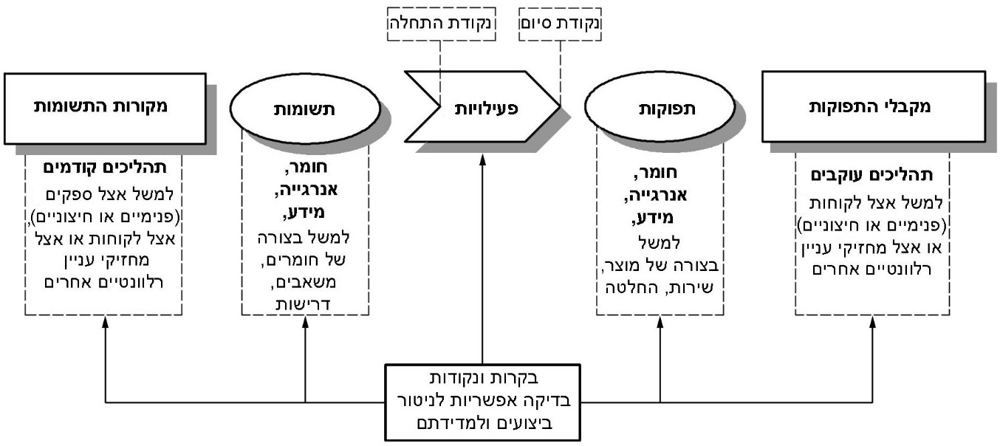 נקודת התחלה
נקודת סיום
מקורות התשומות
תשומות
פעילויות
תפוקות
מקבלי התפוקות
תהליכים קודמים
למשל אצל ספקים
(פנימיים או חיצוניים),
אצל לקוחות או אצל
מחזיקי עניין
רלוונטיים אחרים
חומר,
אנרגייה,
מידע,
למשל בצורה
של חומרים,
משאבים,
דרישות
חומר,
אנרגייה,
מידע,
למשל
בצורה של מוצר,
שירות, החלטה
תהליכים עוקבים
למשל אצל לקוחות
(פנימיים או חיצוניים)
או אצל מחזיקי עניין
רלוונטיים אחרים
בקרות ונקודות
בדיקה אפשריות לניטור
ביצועים ולמדידתם